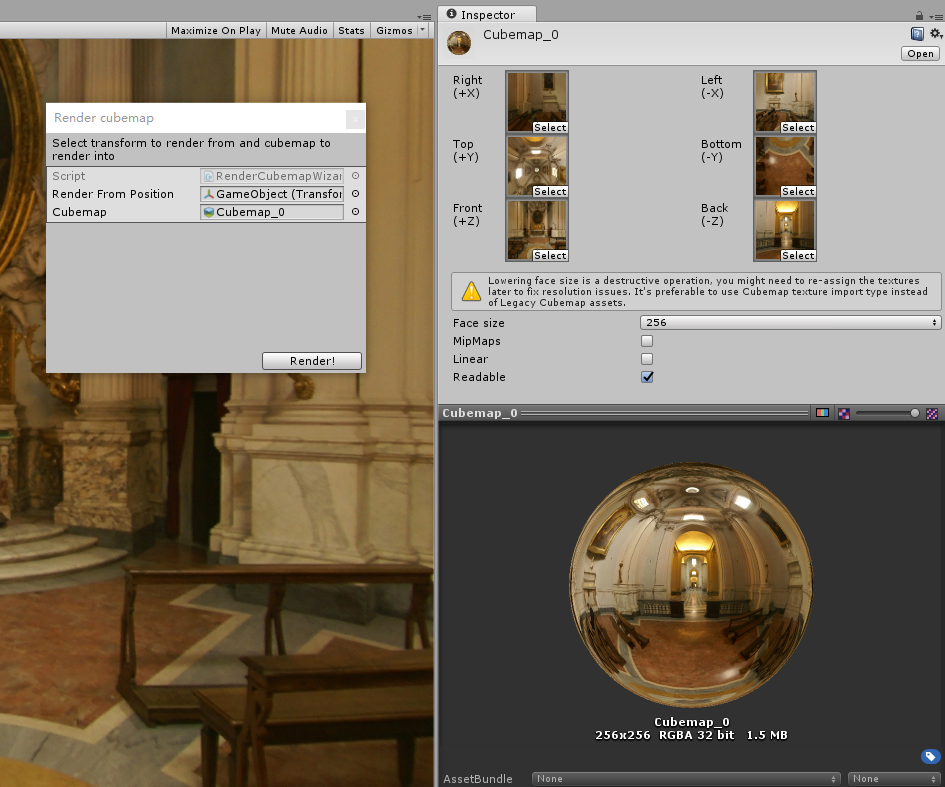 Maximize On Play Mute Audio Stats Gizmos
Render cubemap
Select transform to render from and cubemap to
render into
Script RenderCubemapWizar
Render From Position GameObject (Transfor
Cubemap Cubemap_0
Render!
Inspector
Cubemap_0
Open
Right
(+X)
Select
Left
(-X)
Select
Top
(+Y)
Select
Bottom
(-Y)
Select
Front
(+Z)
Select
Back
(-Z)
Select
Lowering face size is a destructive operation, you might need to re-assign the textures
later to fix resolution issues. It's preferable to use Cubemap texture import type instead
of Legacy Cubemap assets.
Face size 256
MipMaps
Linear
Readable
Cubemap_0
Cubemap_0
256x256 RGBA 32 bit 1.5 MB
AssetBundle None None